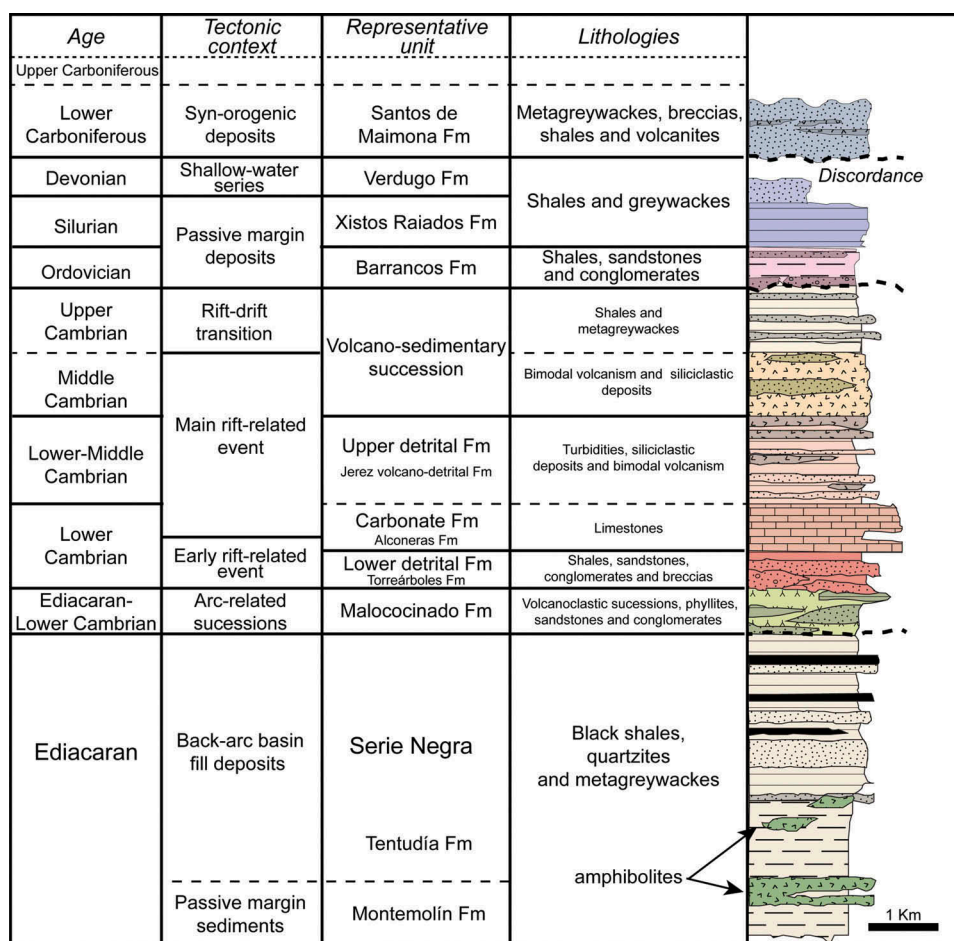 Age
Tectonic
context
Representative
unit
Lithologies
Upper Carboniferous
Lower
Carboniferous
Syn-orogenic
deposits
Santos de
Maimona Fm
Metagreywackes, breccias,
shales and volcanites
Discordance
Devonian
Shallow-water
series
Verdugo Fm
Shales and greywackes
Silurian
Passive margin
deposits
Xistos Raiados Fm
Ordovician
Barrancos Fm
Shales, sandstones
and conglomerates
Upper
Cambrian
Rift-drift
transition
Volcano-sedimentary
succession
Shales and
metagreywackes
Middle
Cambrian
Main rift-related
event
Bimodal volcanism and siliciclastic
deposits
Lower-Middle
Cambrian
Upper detrital Fm
Jerez volcano-detrital Fm
Turbidities, siliciclastic
deposits and bimodal volcanism
Lower
Cambrian
Carbonate Fm
Alconeras Fm
Limestones
Early rift-related
event
Lower detrital Fm
Torreárboles Fm
Shales, sandstones,
conglomerates and breccias
Ediacaran-
Lower Cambrian
Arc-related
sucessions
Malococinado Fm
Volcanoclastic sucessions, phyllites,
sandstones and conglomerates
Ediacaran
Back-arc basin
fill deposits
Serie Negra
Black shales,
quartzites
and metagreywackes
Tentudía Fm
amphibolites
Passive margin
sediments
Montemolín Fm
1 Km